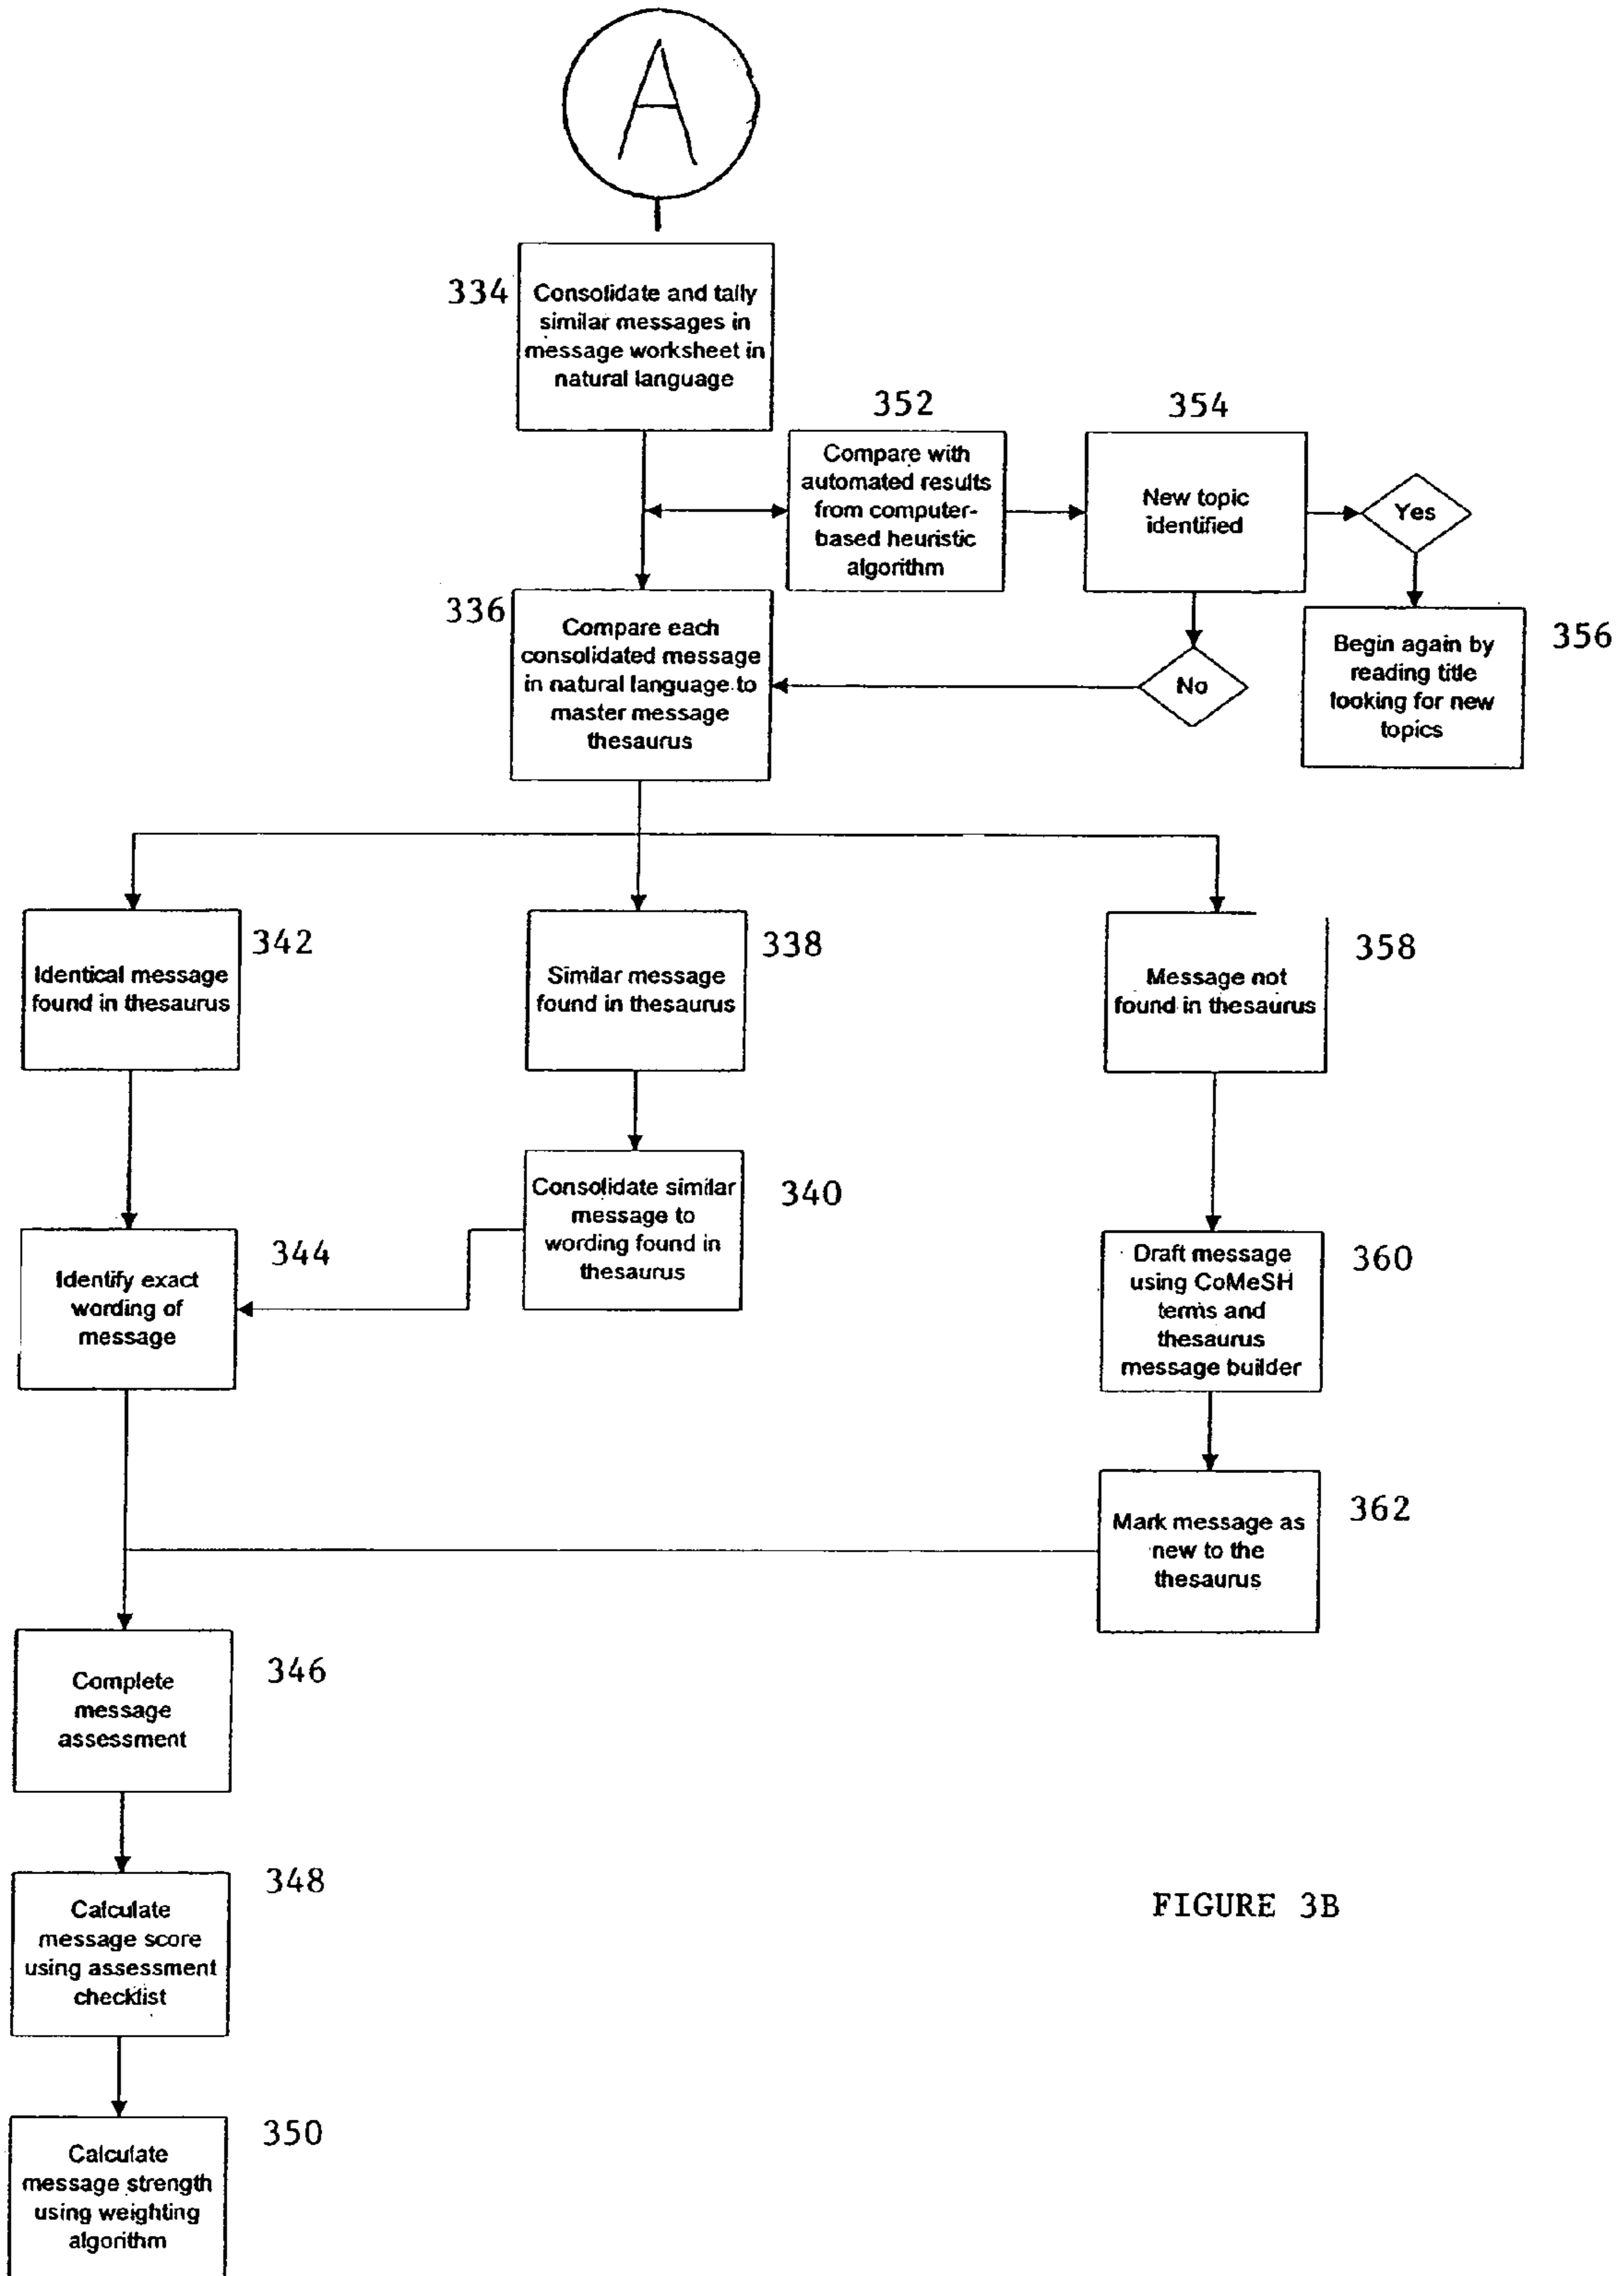 A
334
Consolidate and tally
similar messages in
message worksheet in
natural language
352
Compare with
automated results
from computer-
based heuristic
algorithm
354
New topic
identified
Yes
336
Compare each
consolidated message
in natural language to
master message
thesaurus
No
Begin again by
reading title
looking for new
topics
356
Identical message
found in thesaurus
342
Similar message
found in thesaurus
338
Message not
found in thesaurus
358
Consolidate similar
message to
wording found in
thesaurus
340
Identify exact
wording of
message
344
Draft message
using CoMeSH
terms and
thesaurus
message builder
360
Mark message as
new to the
thesaurus
362
Complete
message
assessment
346
Calculate
message score
using assessment
checklist
348
FIGURE 3B
Calculate
message strength
using weighting
algorithm
350